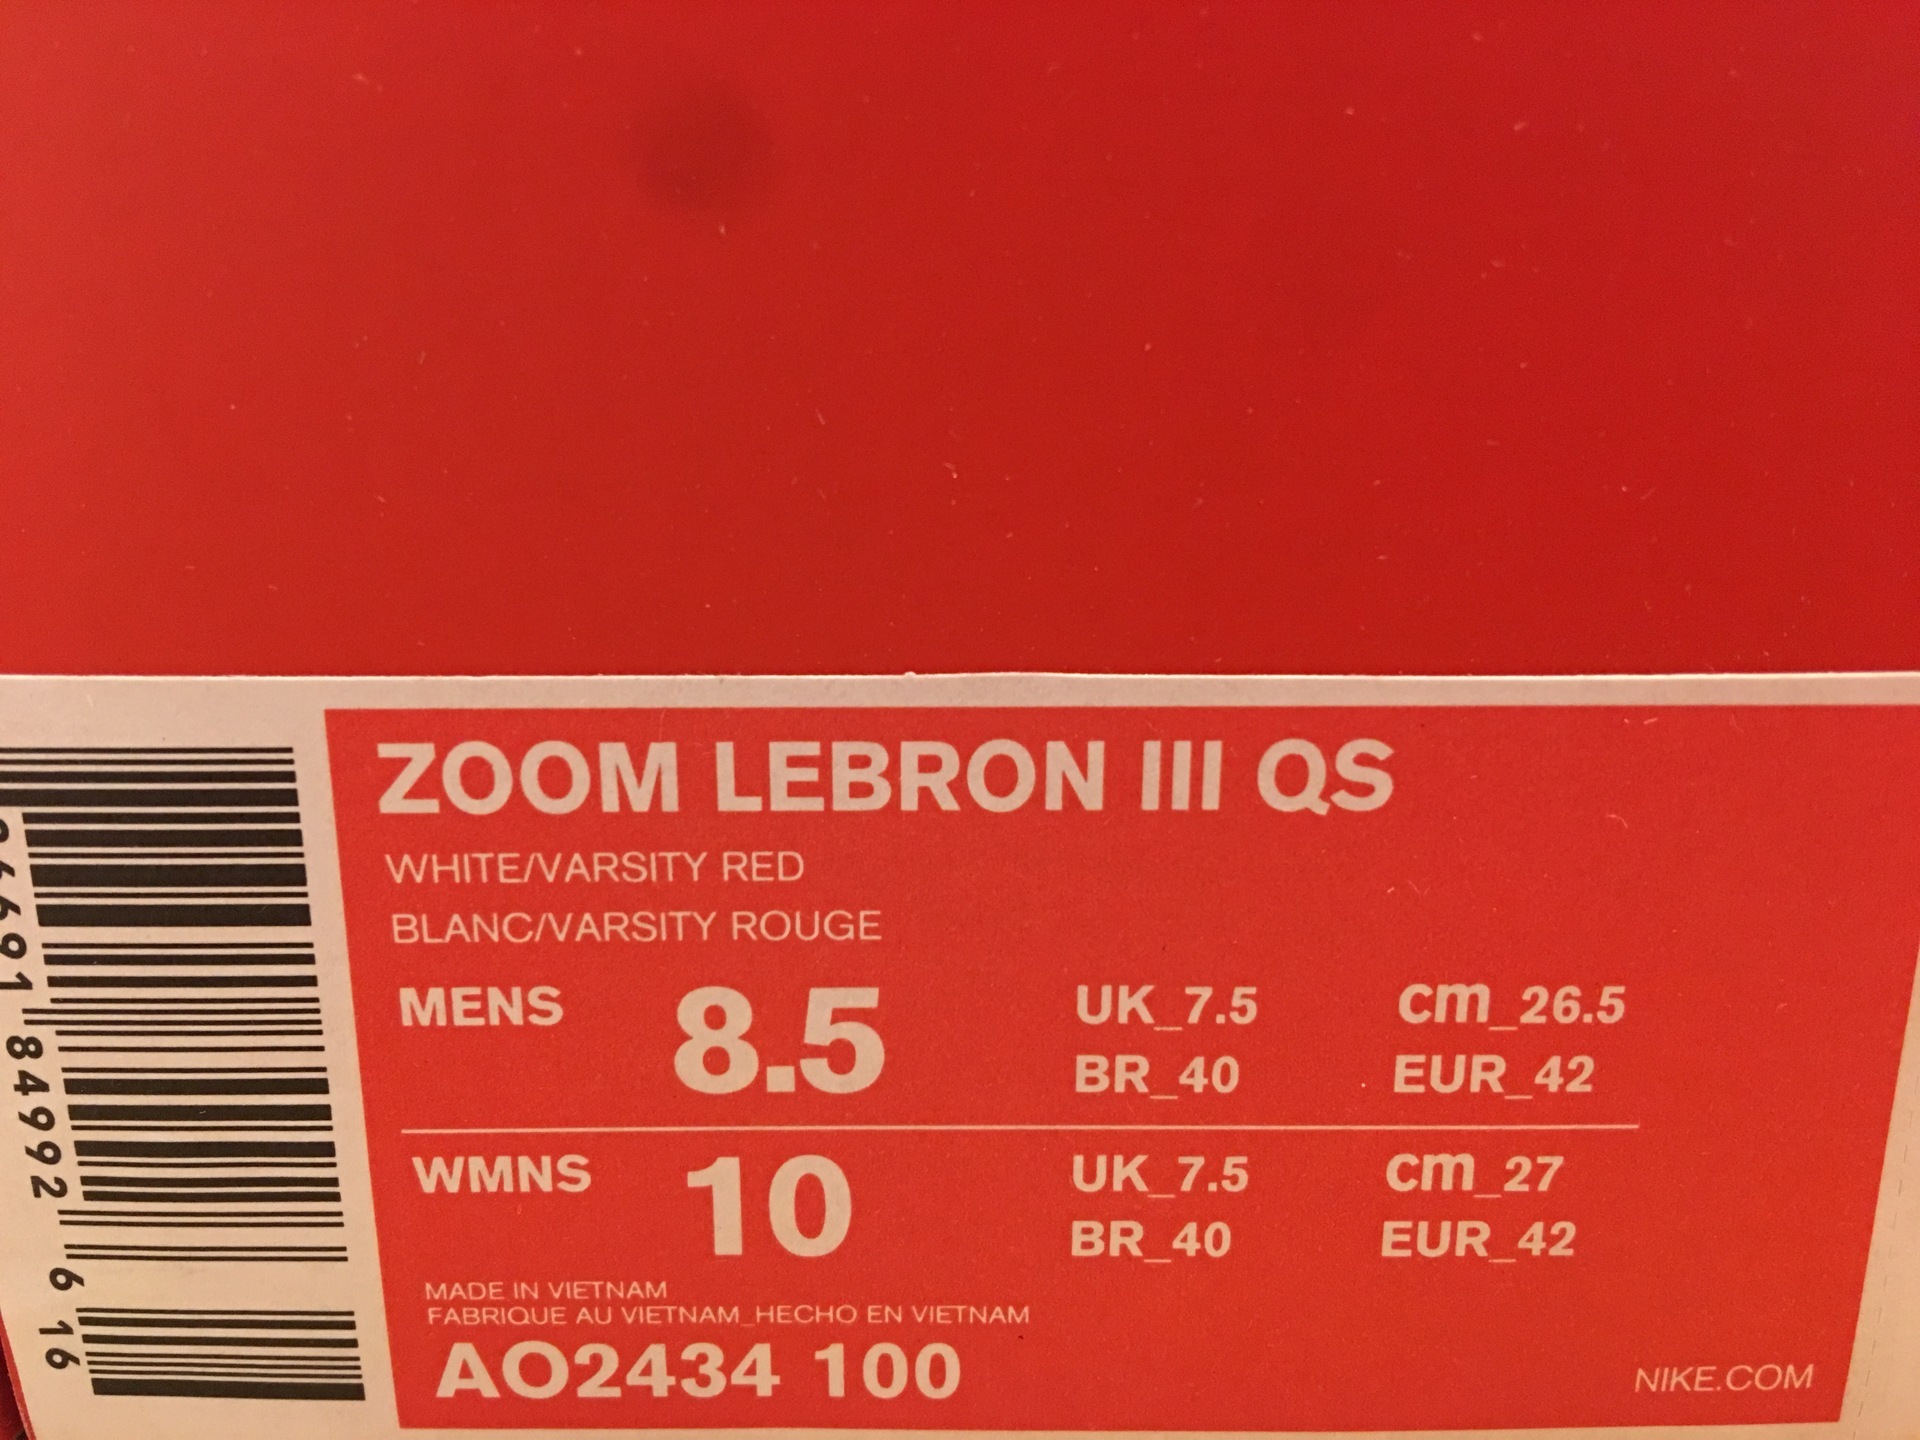 ZOOM LEBRON III QS
WHITE/VARSITY RED
BLANC/VARSITY ROUGE
MENS 8.5 UK_7.5 cm_26.5
BR_40 EUR_42
WMNS 10 UK_7.5 cm_27
BR_40 EUR_42
MADE IN VIETNAM
FABRIQUE AU VIETNAM_HECHO EN VIETNAM
AO2434 100
NIKE.COM
84992 6 16